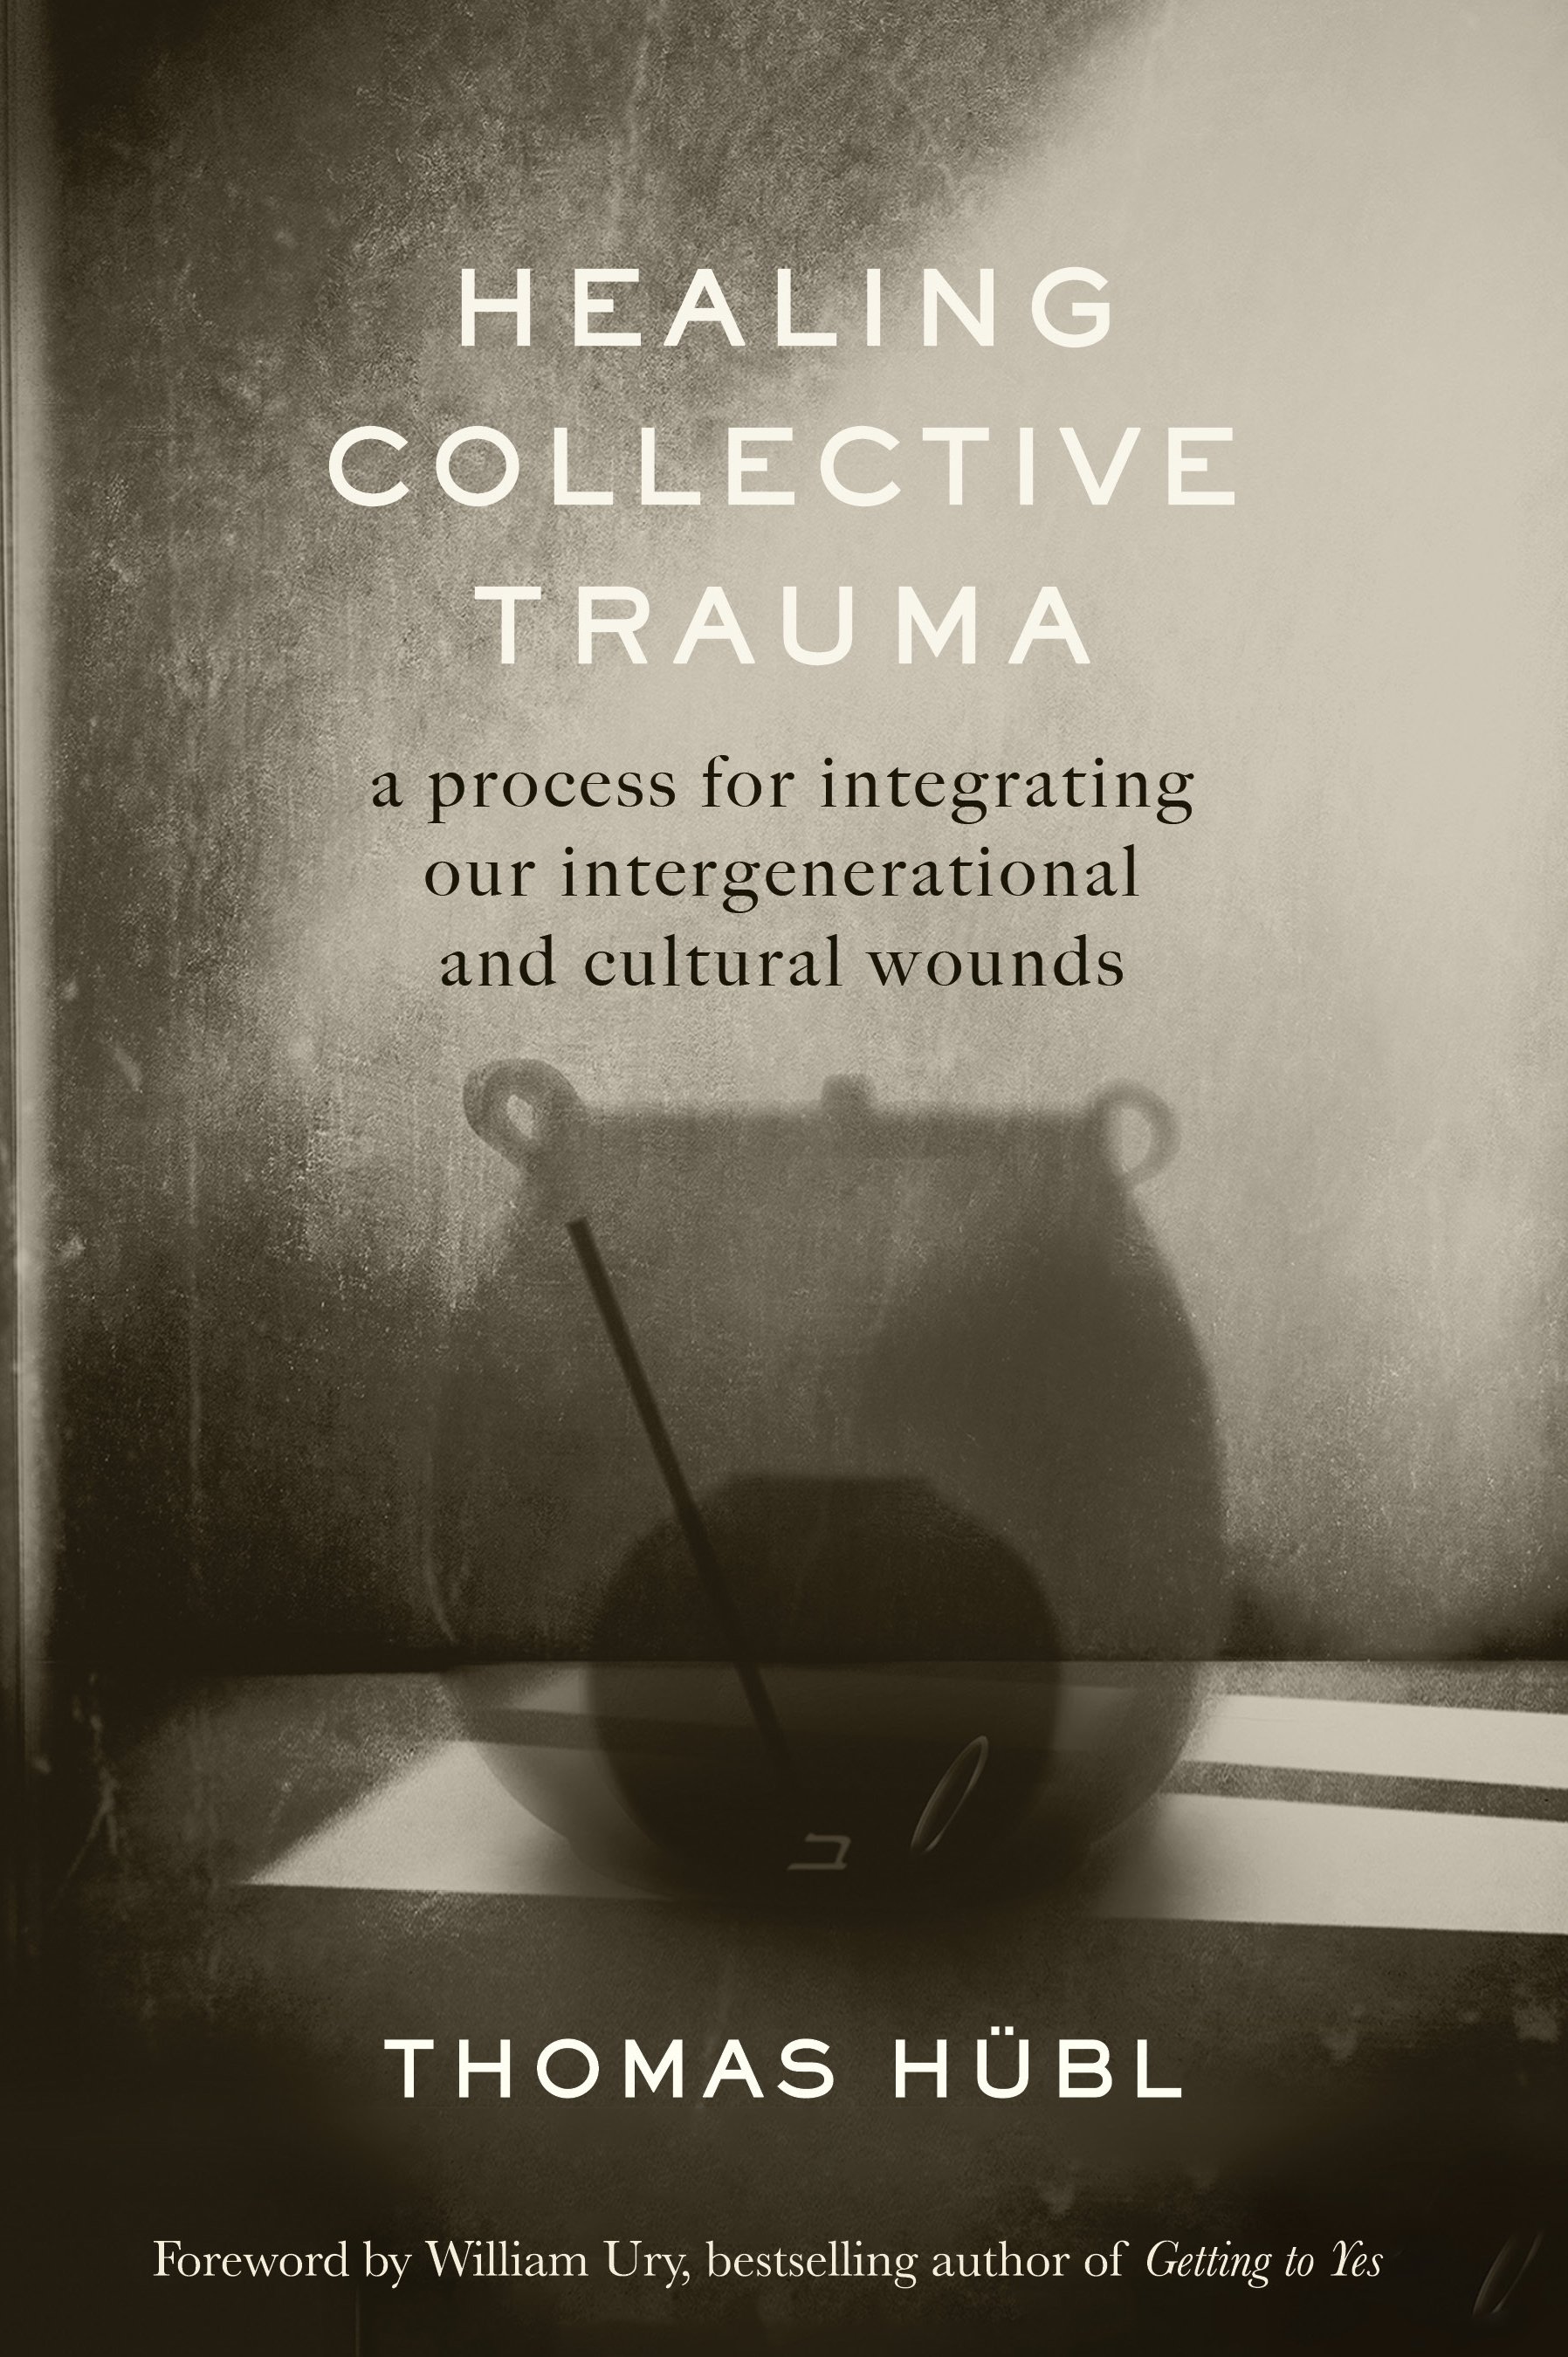 HEALING
COLLECTIVE
TRAUMA
a process for integrating
our intergenerational
and cultural wounds
ב
THOMAS HÜBL
Foreword by William Ury, bestselling author of Getting to Yes